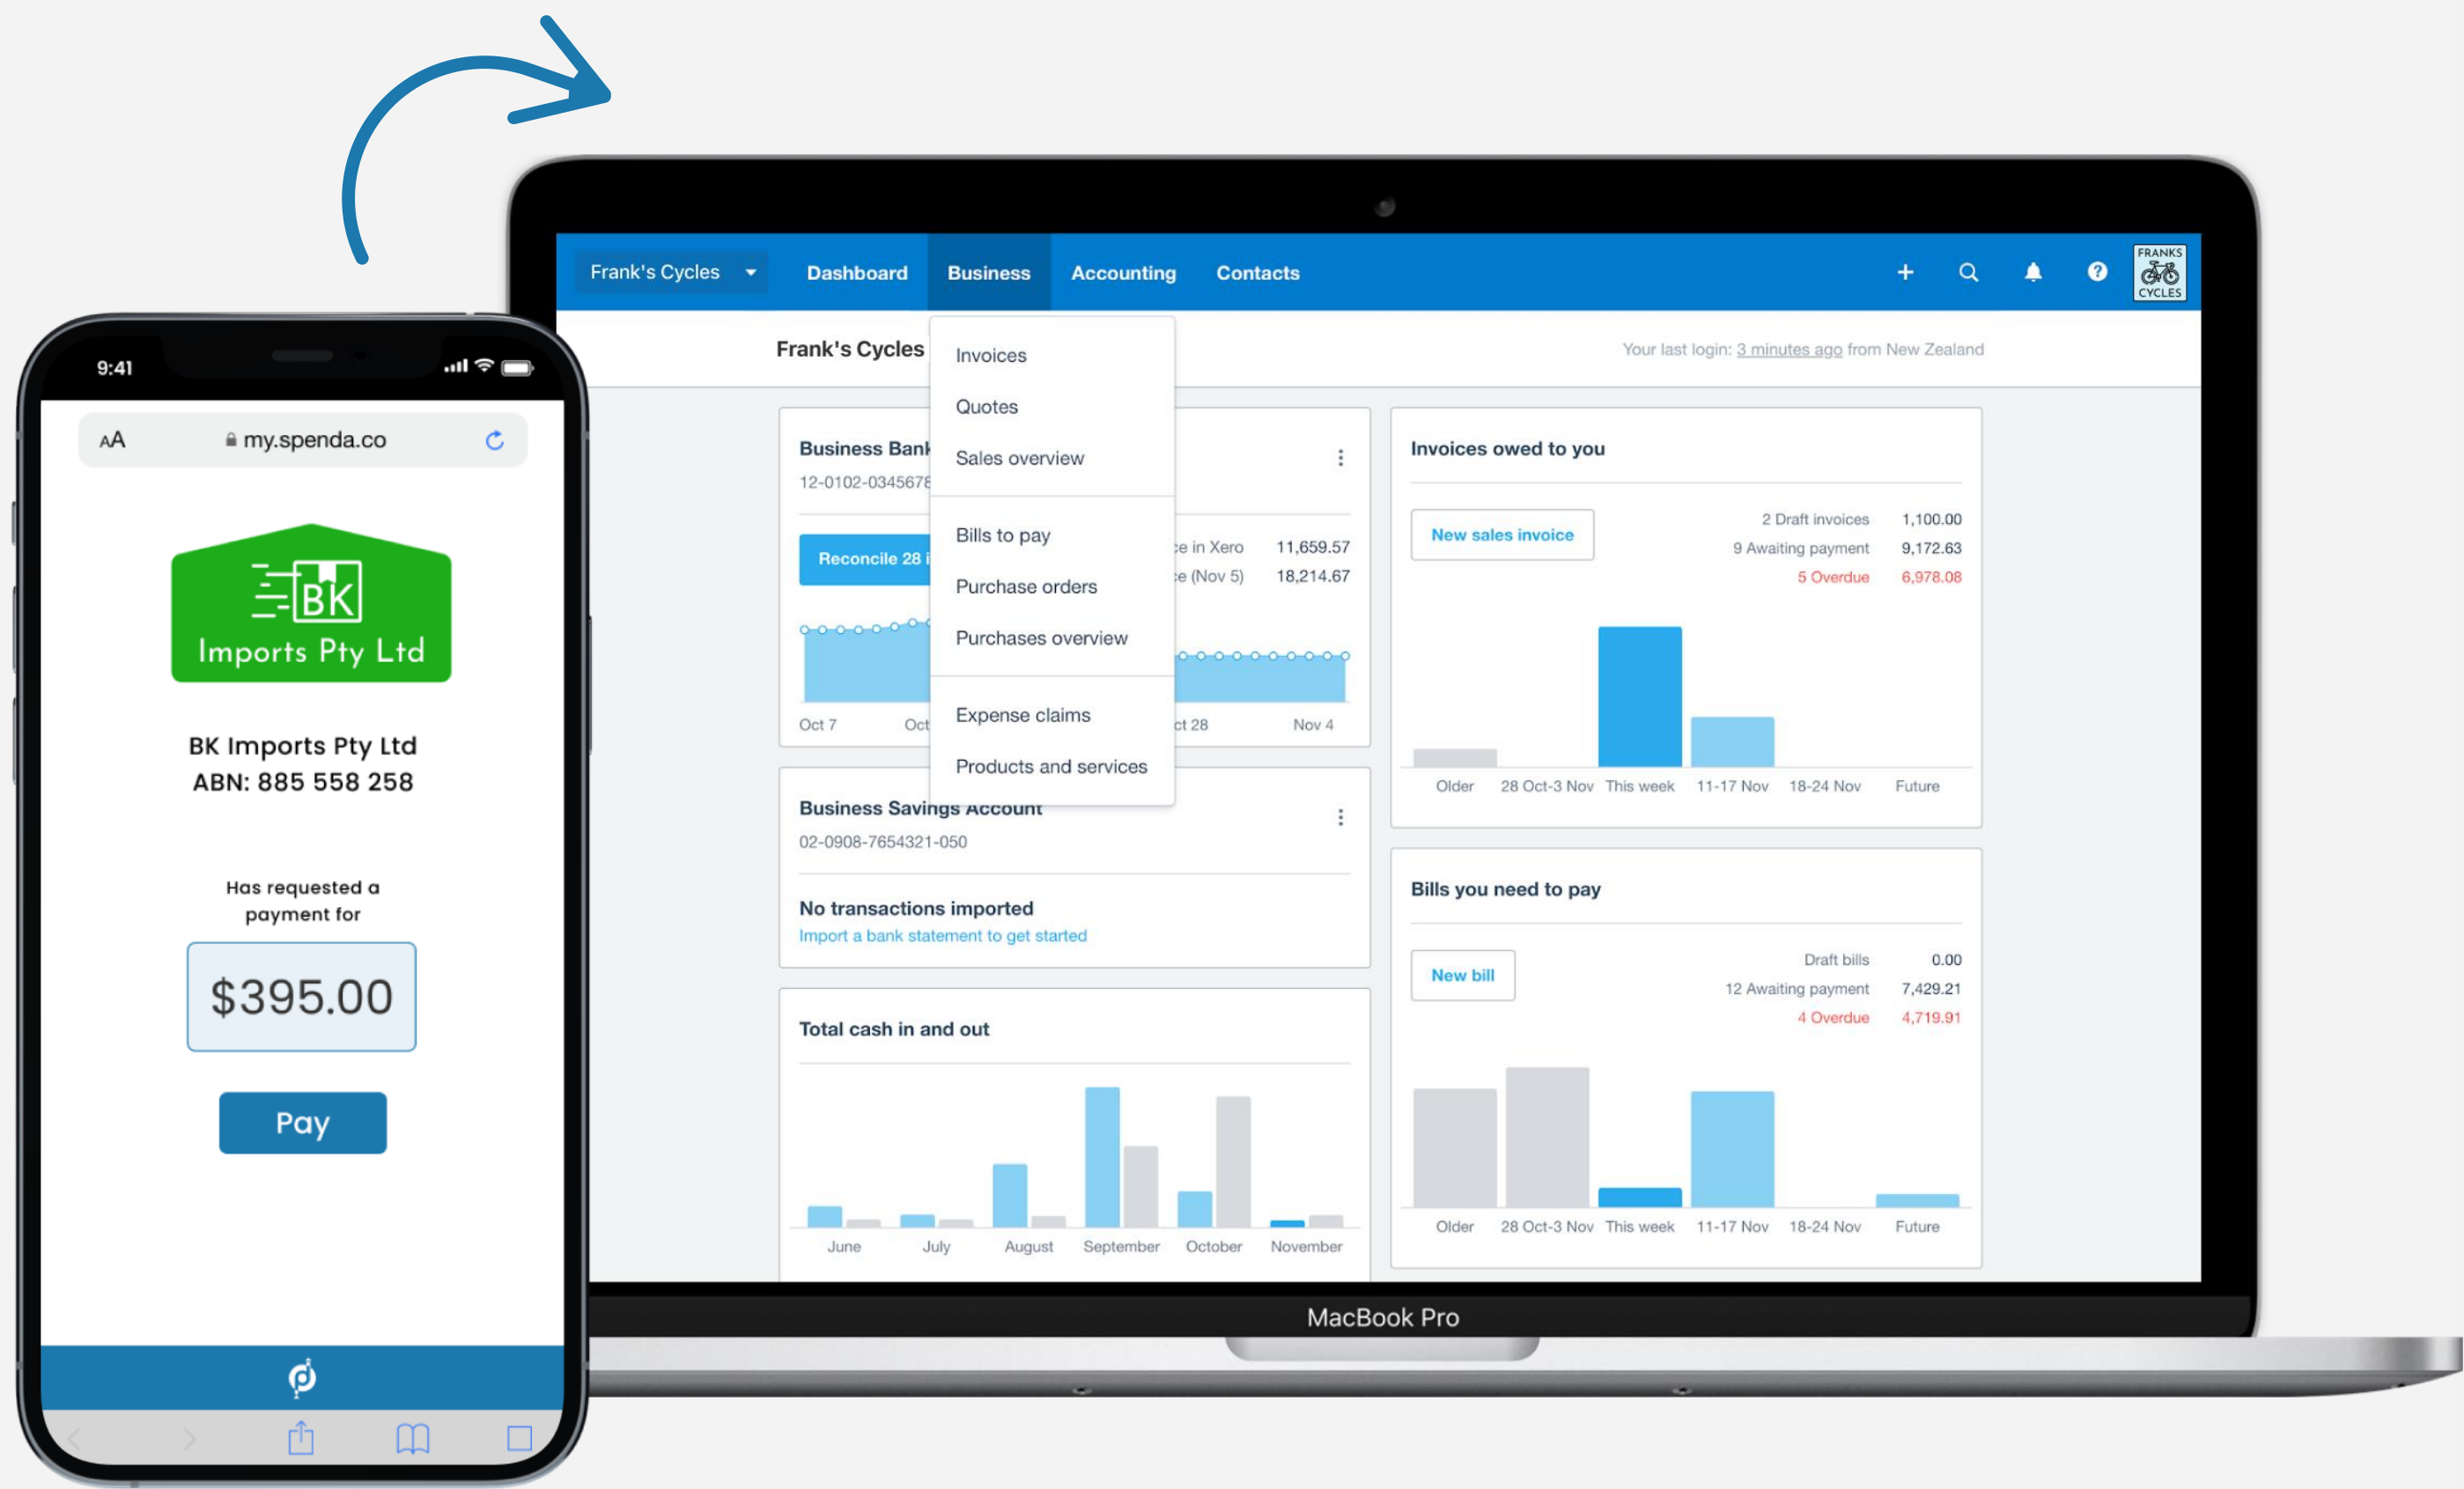 9:41
AA my.spenda.co
BK
Imports Pty Ltd
BK Imports Pty Ltd
ABN: 885 558 258
Has requested a
payment for
$395.00
Pay
Frank's Cycles Dashboard Business Accounting Contacts
FRANKS
CYCLES
Frank's Cycles
Your last login: 3 minutes ago from New Zealand
Invoices
Quotes
Sales overview
Bills to pay
Purchase orders
Purchases overview
Expense claims
Products and services
Business Bank
12-0102-0345678
Reconcile 28
in Xero 11,659.57
(Nov 5) 18,214.67
Oct 7 Oct 28 Nov 4
Business Savings Account
02-0908-7654321-050
No transactions imported
Import a bank statement to get started
Total cash in and out
June July August September October November
Invoices owed to you
New sales invoice
2 Draft invoices 1,100.00
9 Awaiting payment 9,172.63
5 Overdue 6,978.08
Older 28 Oct-3 Nov This week 11-17 Nov 18-24 Nov Future
Bills you need to pay
New bill
Draft bills 0.00
12 Awaiting payment 7,429.21
4 Overdue 4,719.91
Older 28 Oct-3 Nov This week 11-17 Nov 18-24 Nov Future
MacBook Pro